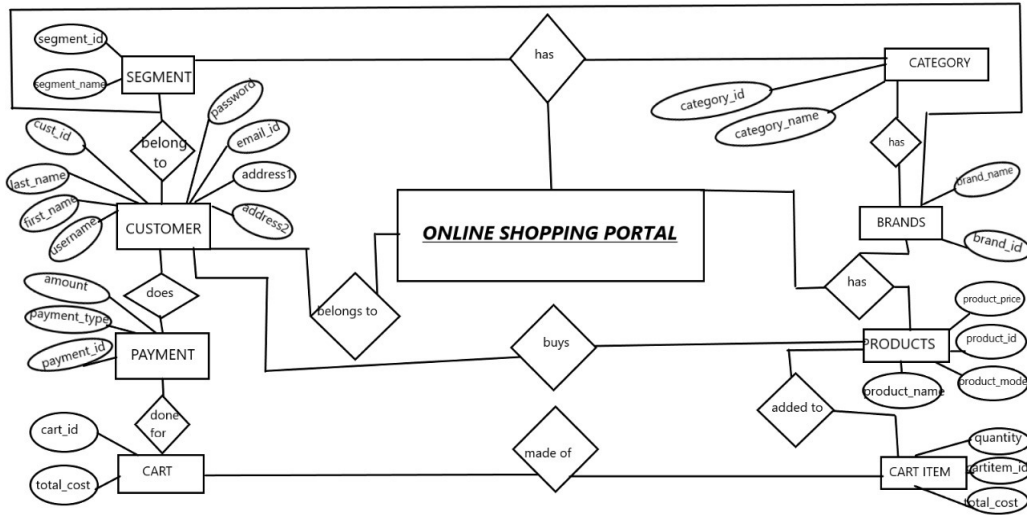 segment_id
has
SEGMENT
CATEGORY
segment_name
password
category_id
cust_id
category_name
email_id
belong
to
has
last_name
address1
brand_name
first_name
address2
username
CUSTOMER
ONLINE SHOPPING PORTAL
BRANDS
brand_id
amount
does
belongs to
has
product_price
payment_type
buys
PRODUCTS
product_id
payment_id
PAYMENT
product_mode
product_name
done
for
added to
cart_id
quantity
made of
CART
CART ITEM
cartitem_id
total_cost
total_cost